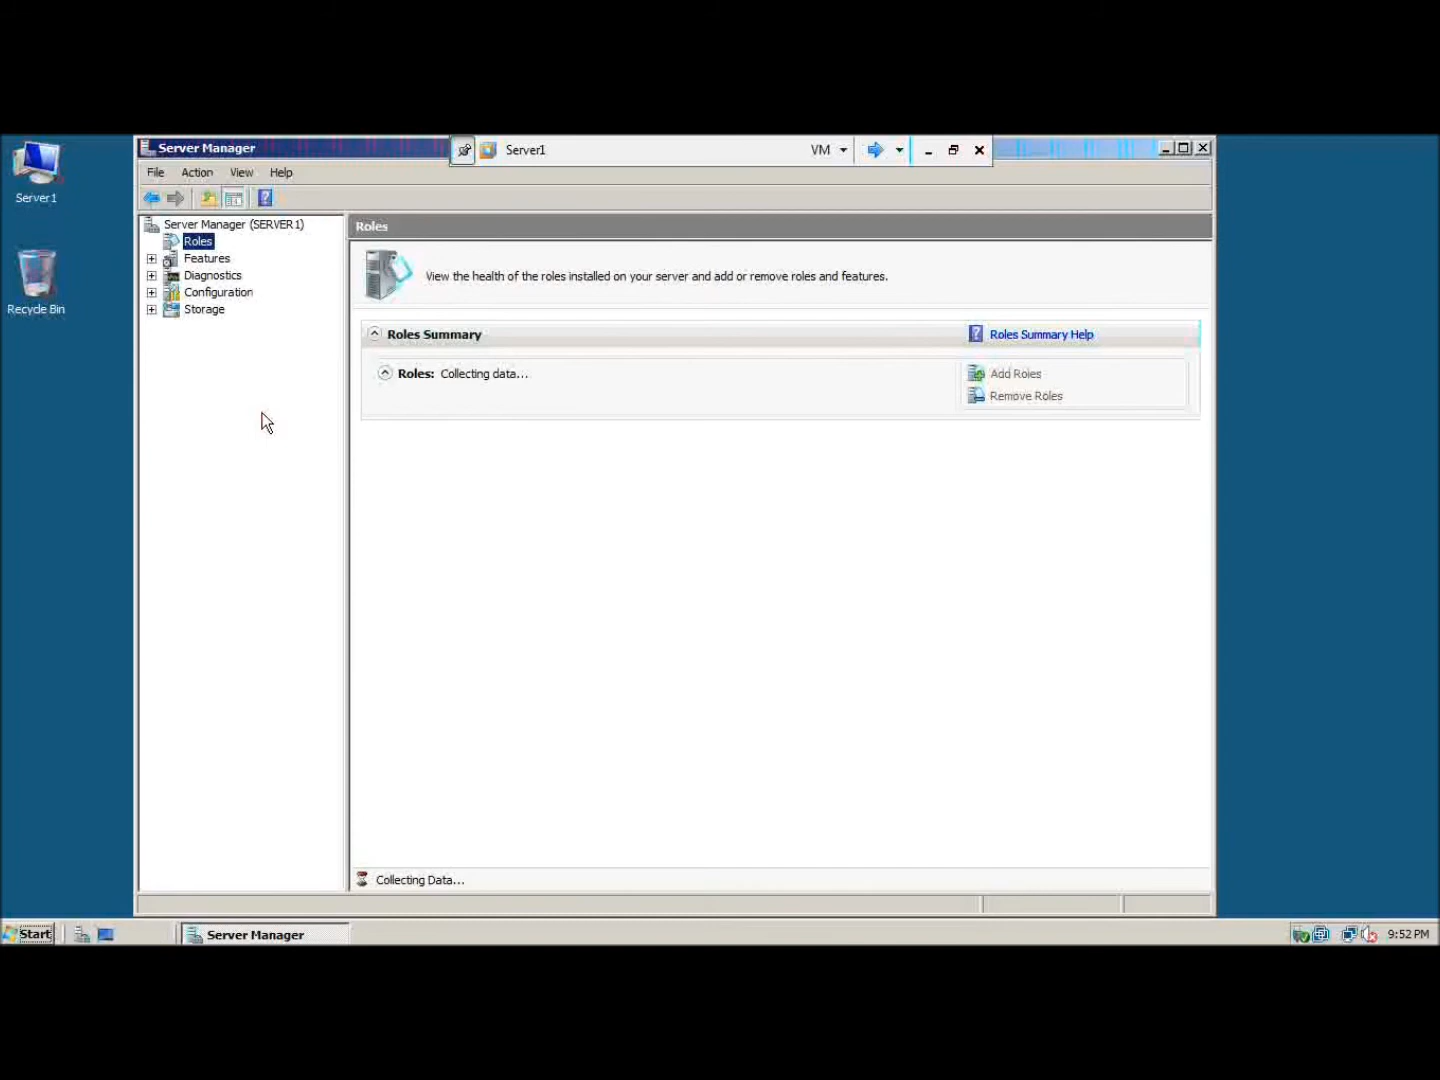 Server1
Recycle Bin
Server Manager
Server1
VM
File Action View Help
Server Manager (SERVER1)
Roles
Features
Diagnostics
Configuration
Storage
Roles
View the health of the roles installed on your server and add or remove roles and features.
Roles Summary
Roles Summary Help
Roles: Collecting data...
Add Roles
Remove Roles
Collecting Data...
Start
Server Manager
9:52 PM